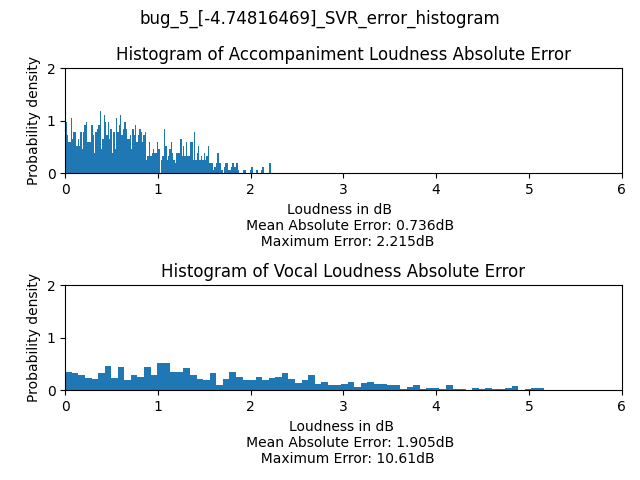 bug_5_[-4.74816469]_SVR_error_histogram
Histogram of Accompaniment Loudness Absolute Error
Probability density
2
1
0
0 1 2 3 4 5 6
Loudness in dB
Mean Absolute Error: 0.736dB
Maximum Error: 2.215dB
Histogram of Vocal Loudness Absolute Error
Probability density
2
1
0
0 1 2 3 4 5 6
Loudness in dB
Mean Absolute Error: 1.905dB
Maximum Error: 10.61dB